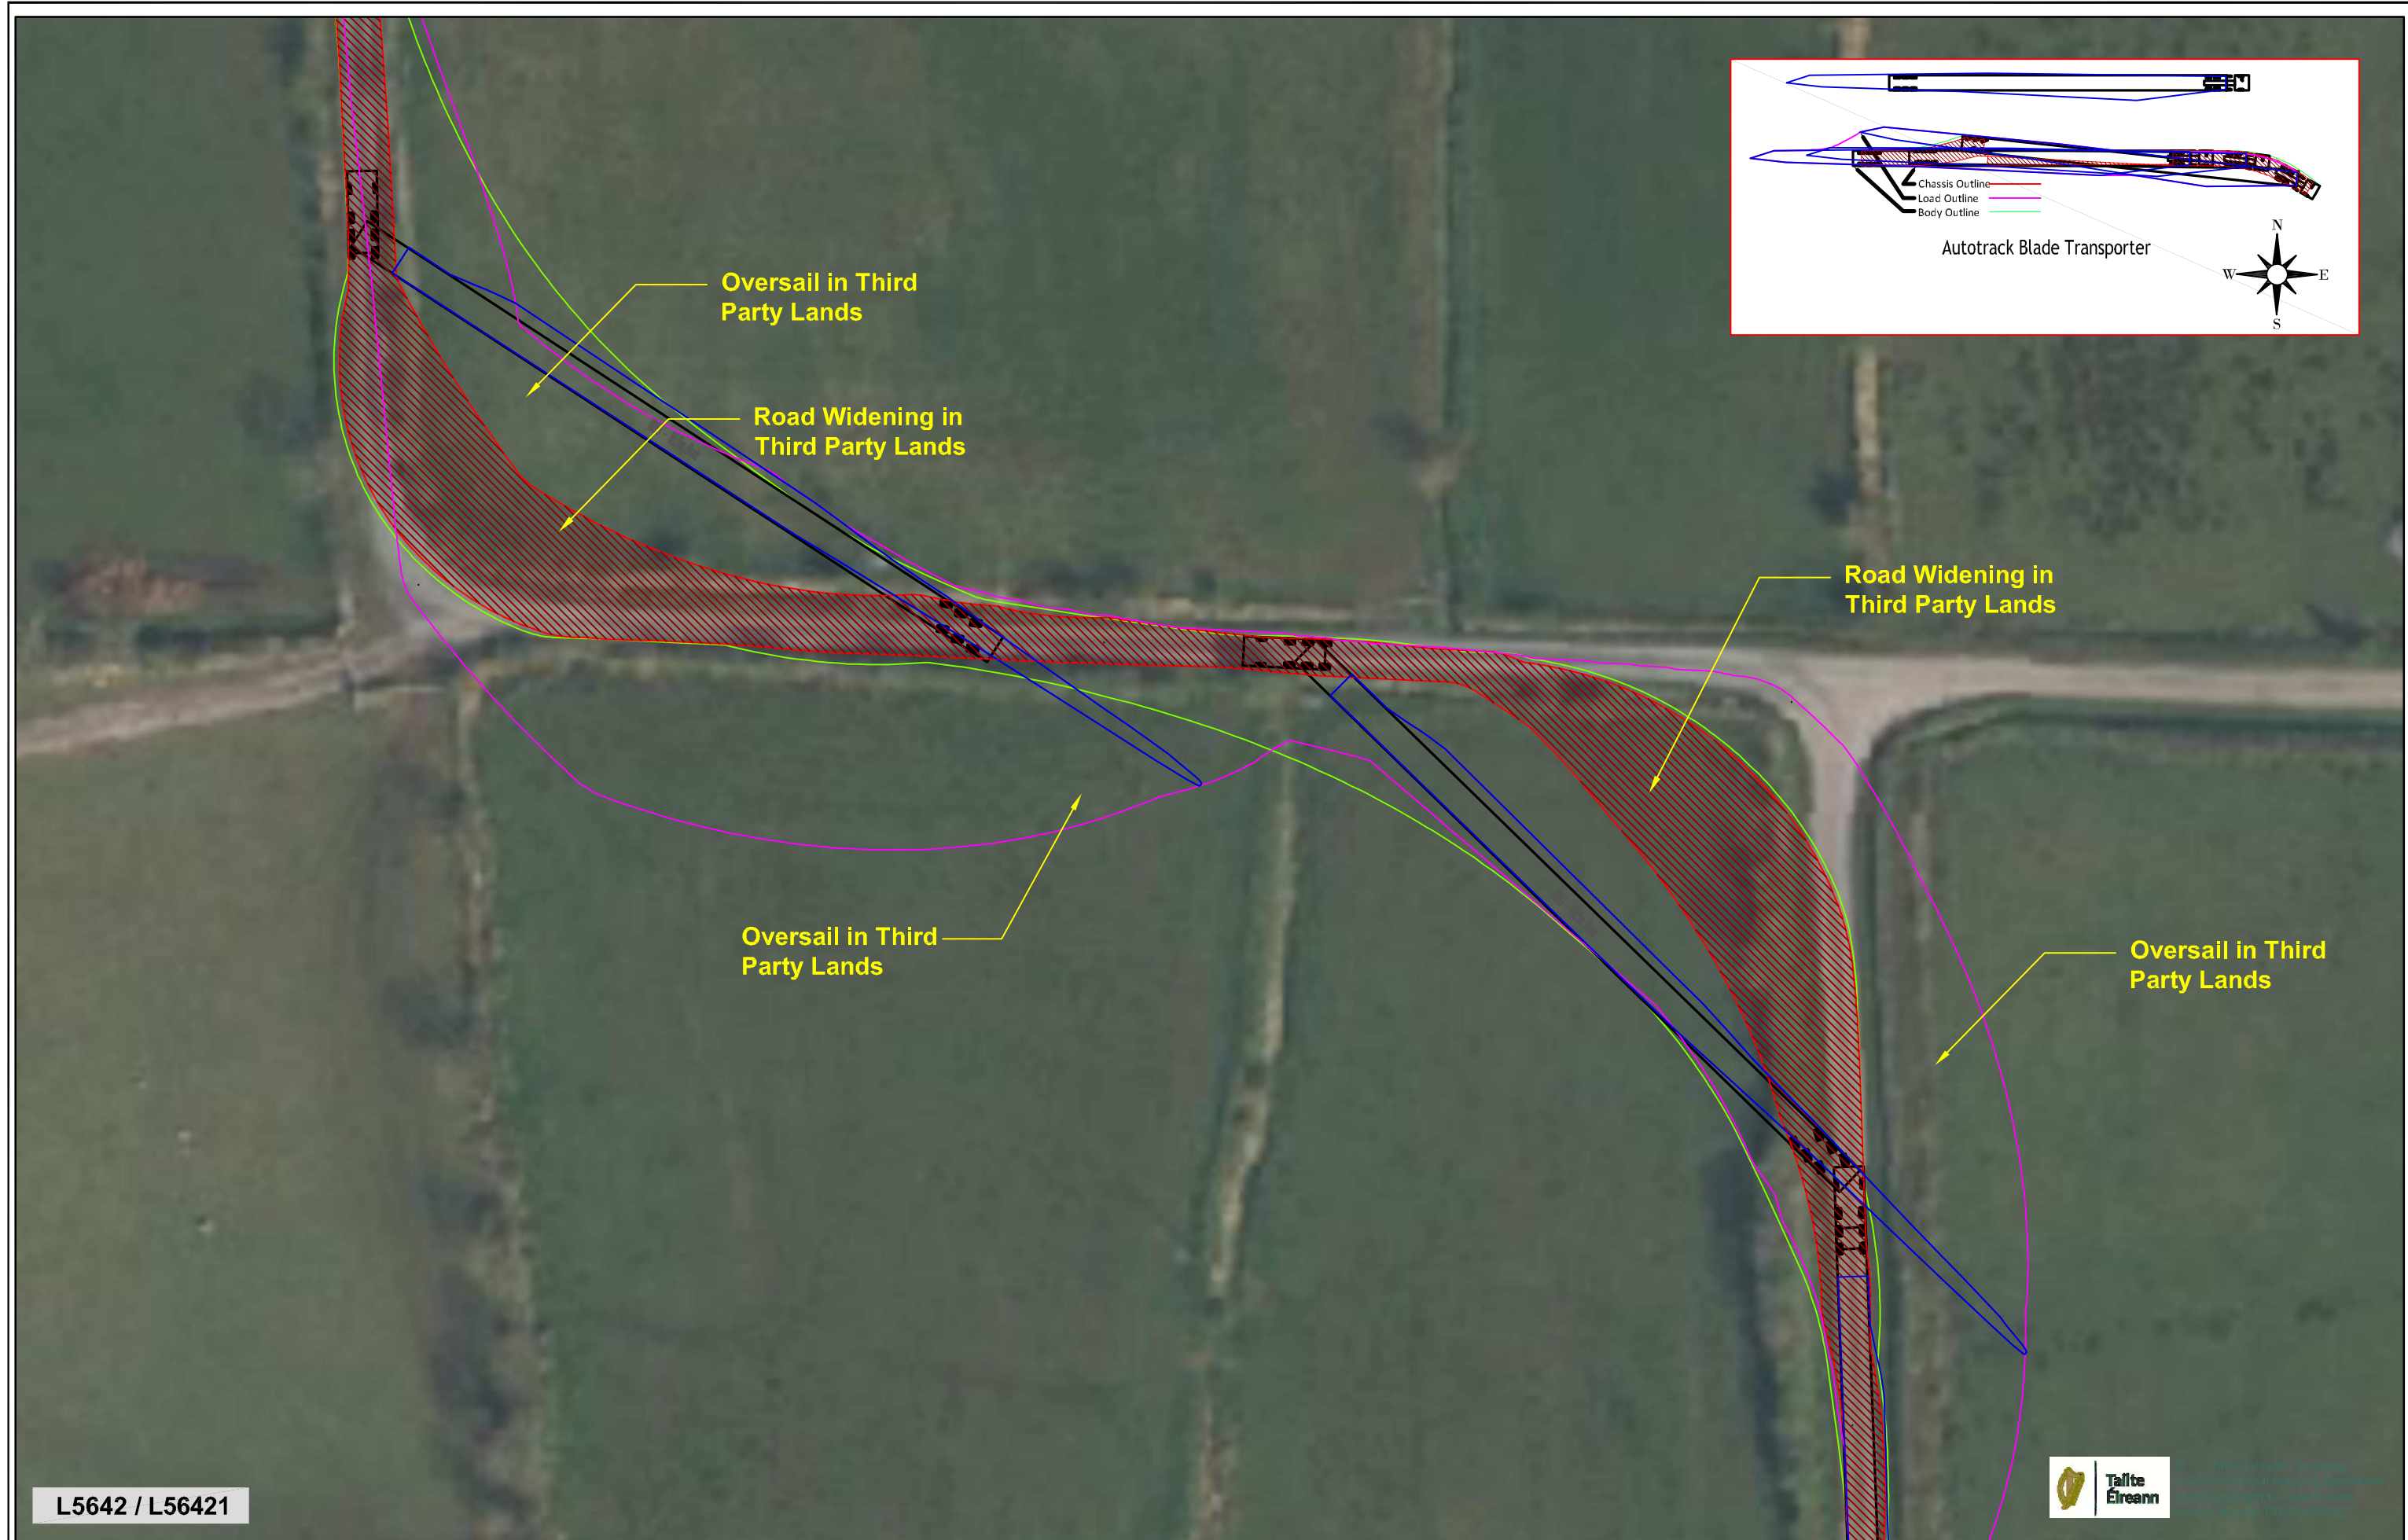 Chassis Outline
Load Outline
Body Outline
Autotrack Blade Transporter
N
W
E
S
Oversail in Third
Party Lands
Road Widening in
Third Party Lands
Road Widening in
Third Party Lands
Oversail in Third
Party Lands
Oversail in Third
Party Lands
L5642 / L56421
Tailte
Éireann